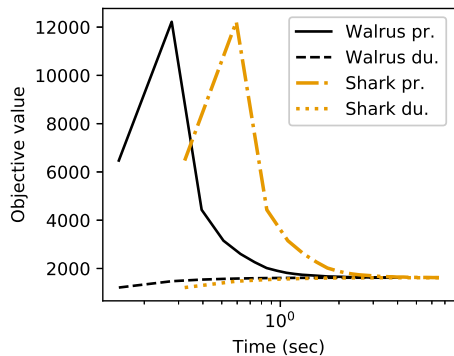 12000
10000
8000
6000
4000
2000
Objective value
Walrus pr.
Walrus du.
Shark pr.
Shark du.
10⁰
Time (sec)